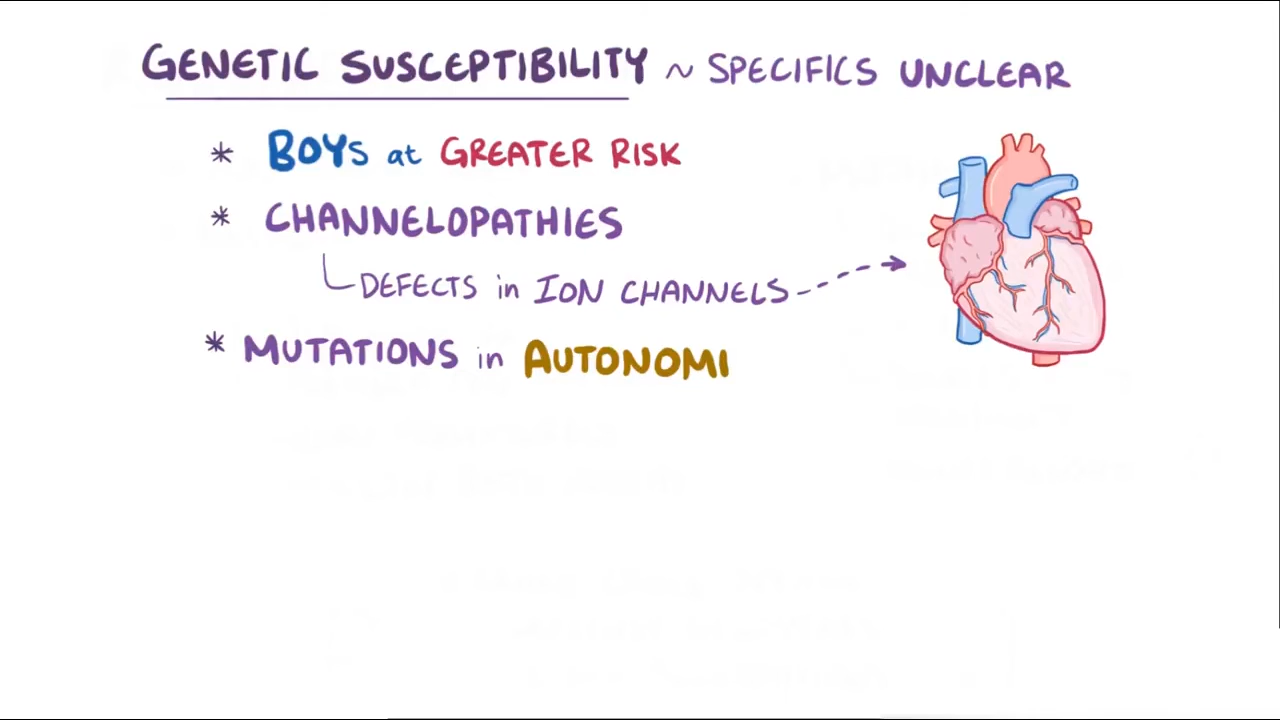 GENETIC SUSCEPTIBILITY ~ SPECIFICS UNCLEAR
* BOYS at GREATER RISK
* CHANNELOPATHIES
DEFECTS in ION CHANNELS
* MUTATIONS in AUTONOMI